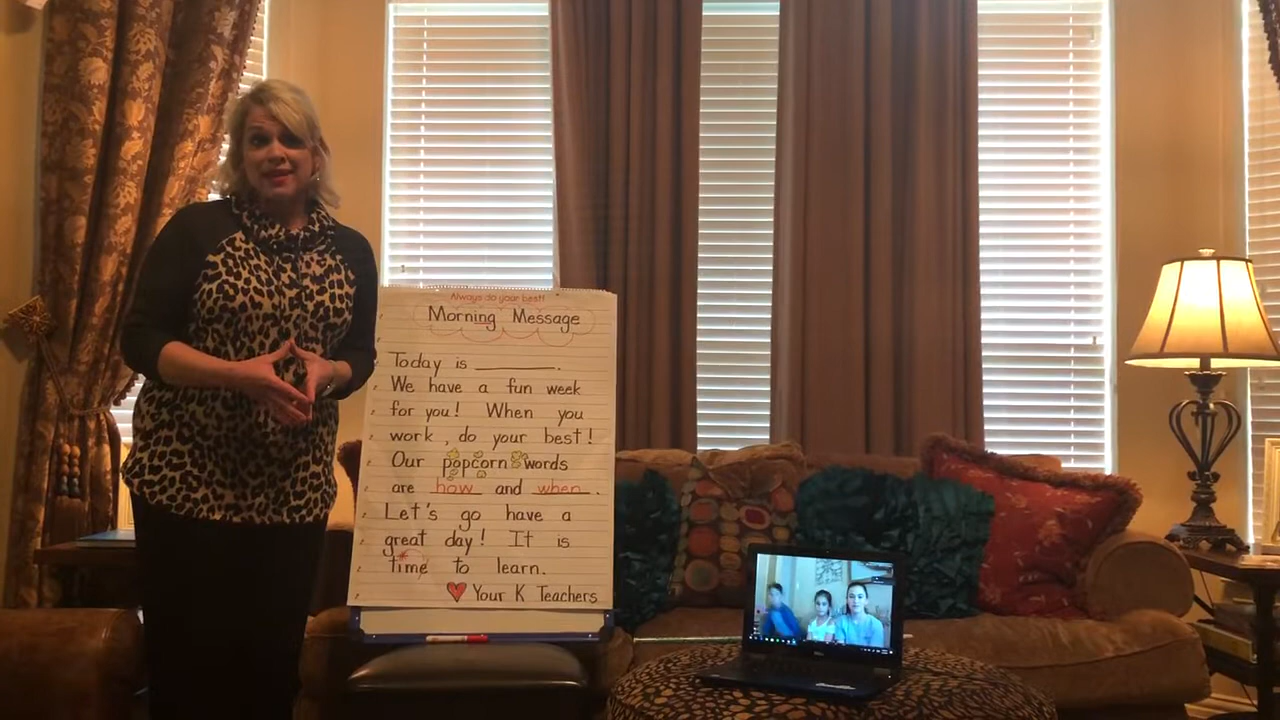 Always do your best!
Morning Message
Today is ________.
We have a fun week
for you! When you
work, do your best!
Our popcorn words
are how and when.
Let's go have a
great day! It is
time to learn.
Your K Teachers
DELL